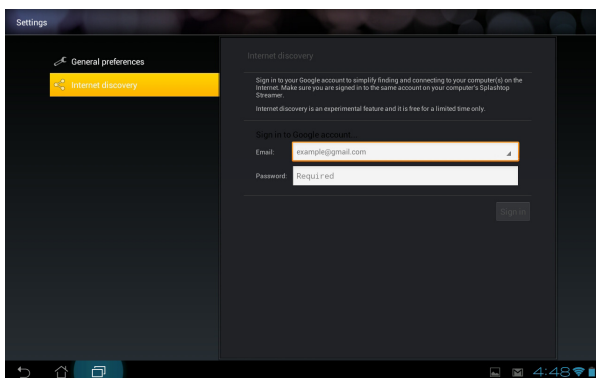 Settings
General preferences
Internet discovery
Internet discovery
Sign in to your Google account to simplify finding and connecting to your computer(s) on the
Internet. Make sure you are signed in to the same account on your computer's Splashtop
Streamer.
Internet discovery is an experimental feature and it is free for a limited time only.
Sign in to Google account...
Email: example@gmail.com
Password: Required
Sign in
4:48